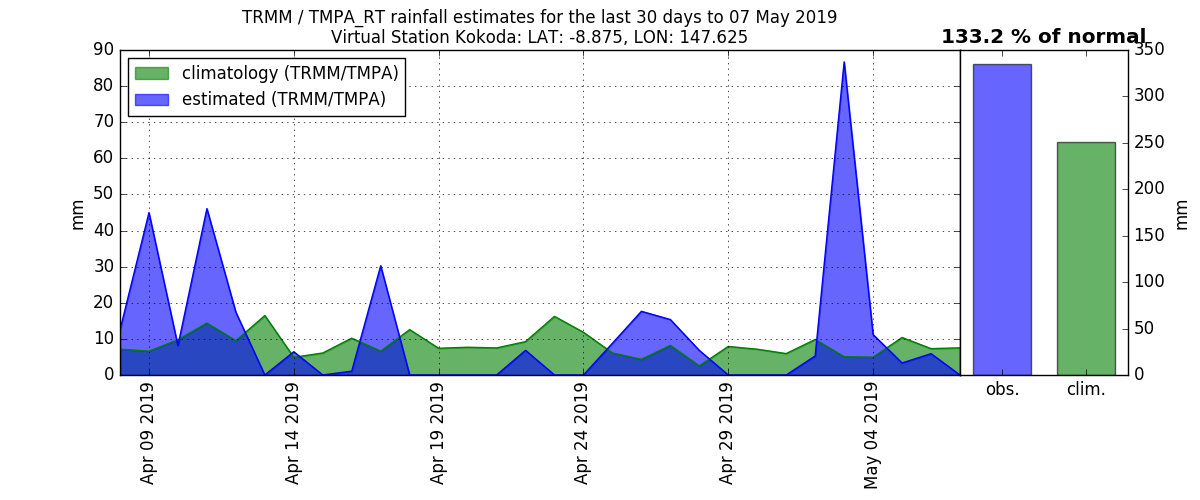 TRMM / TMPA_RT rainfall estimates for the last 30 days to 07 May 2019
Virtual Station Kokoda: LAT: -8.875, LON: 147.625
133.2 % of normal
climatology (TRMM/TMPA)
estimated (TRMM/TMPA)
mm
90
80
70
60
50
40
30
20
10
0
Apr 09 2019
Apr 14 2019
Apr 19 2019
Apr 24 2019
Apr 29 2019
May 04 2019
obs.
clim.
350
300
250
200
150
100
50
0
mm